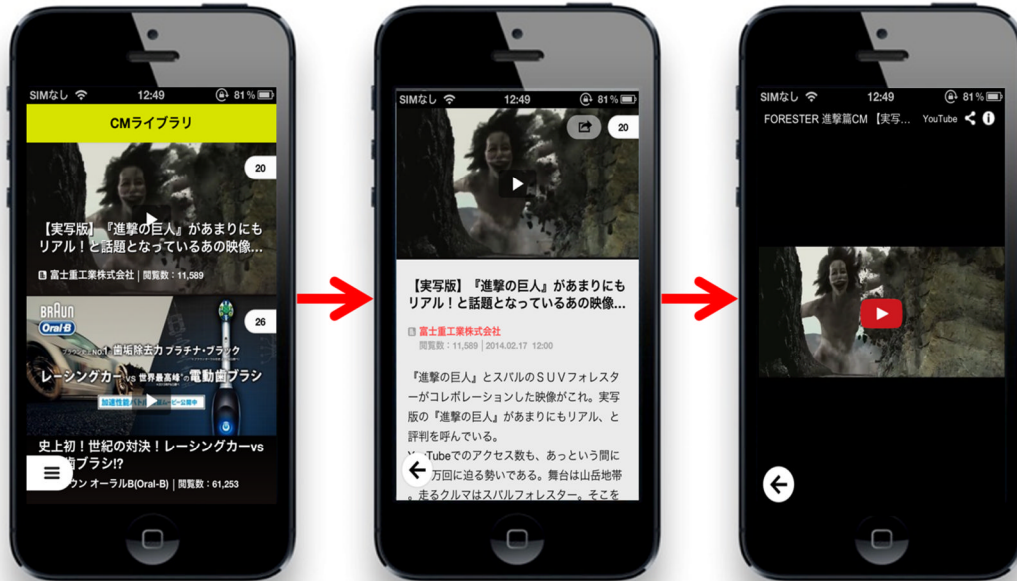 SIMなし 12:49 81%
CMライブラリ
20
【実写版】『進撃の巨人』があまりにも
リアル！と話題となっているあの映像...
富士重工業株式会社 | 閲覧数：11,589
BRAUN
Oral-B
26
歯垢除去力 プラチナ・ブラック
レーシングカー vs 世界最高峰の電動歯ブラシ
史上初！世紀の対決！レーシングカーvs
歯ブラシ!?
ウン オーラルB(Oral-B) | 閲覧数：61,253
SIMなし 12:49 81%
20
【実写版】『進撃の巨人』があまりにも
リアル！と話題となっているあの映像...
富士重工業株式会社
閲覧数：11,589 | 2014.02.17 12:00
『進撃の巨人』とスバルのＳＵＶフォレスタ
ーがコレボレーションした映像がこれ。実写
版の『進撃の巨人』があまりにもリアル、と
評判を呼んでいる。
YouTubeでのアクセス数も、あっという間に
万回に迫る勢いである。舞台は山岳地帯
。走るクルマはスバルフォレスター。そこを
SIMなし 12:49 81%
FORESTER 進撃篇CM 【実写... YouTube